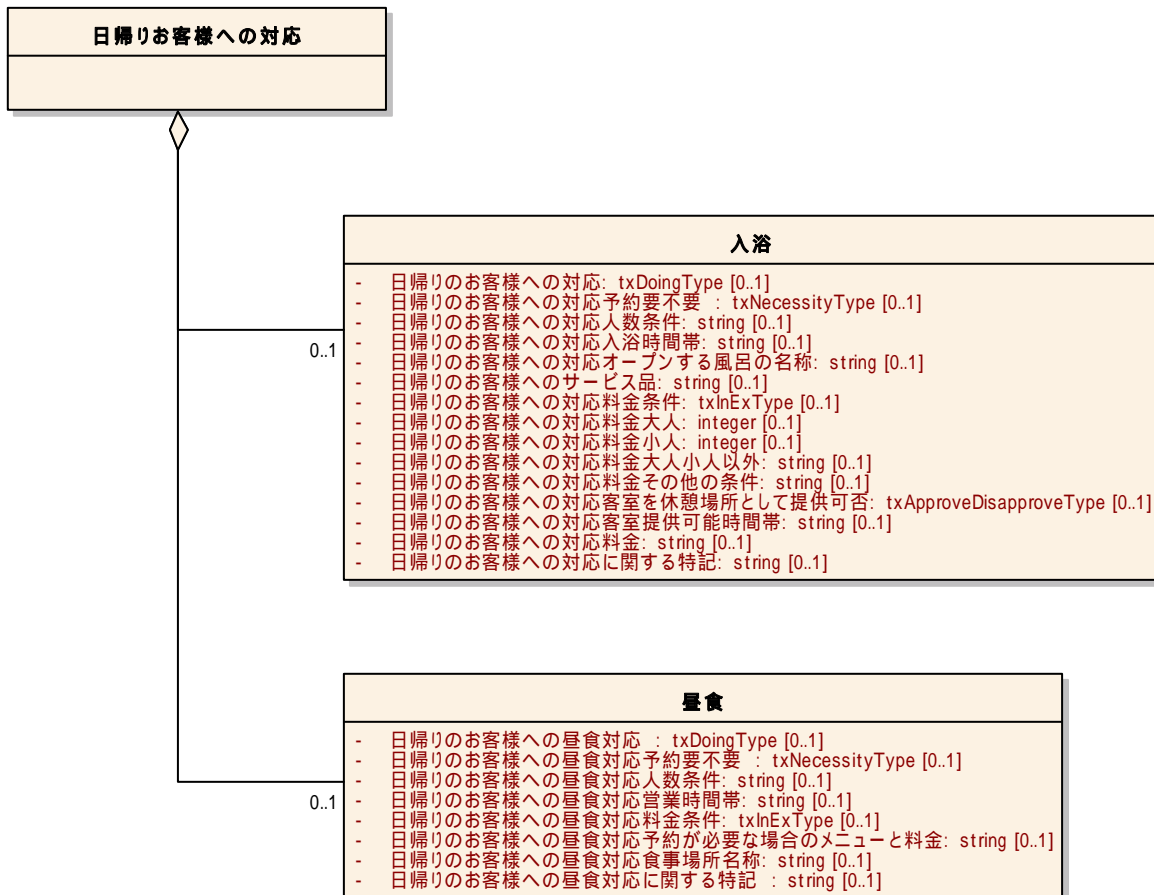 日帰りお客様への対応
入浴
- 日帰りのお客様への対応: txDoingType [0..1]
- 日帰りのお客様への対応予約要不要 : txNecessityType [0..1]
- 日帰りのお客様への対応人数条件: string [0..1]
- 日帰りのお客様への対応入浴時間帯: string [0..1]
0..1
- 日帰りのお客様への対応オープンする風呂の名称: string [0..1]
- 日帰りのお客様へのサービス品: string [0..1]
- 日帰りのお客様への対応料金条件: txInExType [0..1]
- 日帰りのお客様への対応料金大人: integer [0..1]
- 日帰りのお客様への対応料金小人: integer [0..1]
- 日帰りのお客様への対応料金大人小人以外: string [0..1]
- 日帰りのお客様への対応料金その他の条件: string [0..1]
- 日帰りのお客様への対応客室を休憩場所として提供可否: txApproveDisapproveType [0..1]
- 日帰りのお客様への対応客室提供可能時間帯: string [0..1]
- 日帰りのお客様への対応料金: string [0..1]
- 日帰りのお客様への対応に関する特記: string [0..1]
昼食
- 日帰りのお客様への昼食対応 : txDoingType [0..1]
- 日帰りのお客様への昼食対応予約要不要 : txNecessityType [0..1]
- 日帰りのお客様への昼食対応人数条件: string [0..1]
- 日帰りのお客様への昼食対応営業時間帯: string [0..1]
0..1
- 日帰りのお客様への昼食対応料金条件: txInExType [0..1]
- 日帰りのお客様への昼食対応予約が必要な場合のメニューと料金: string [0..1]
- 日帰りのお客様への昼食対応食事場所名称: string [0..1]
- 日帰りのお客様への昼食対応に関する特記 : string [0..1]